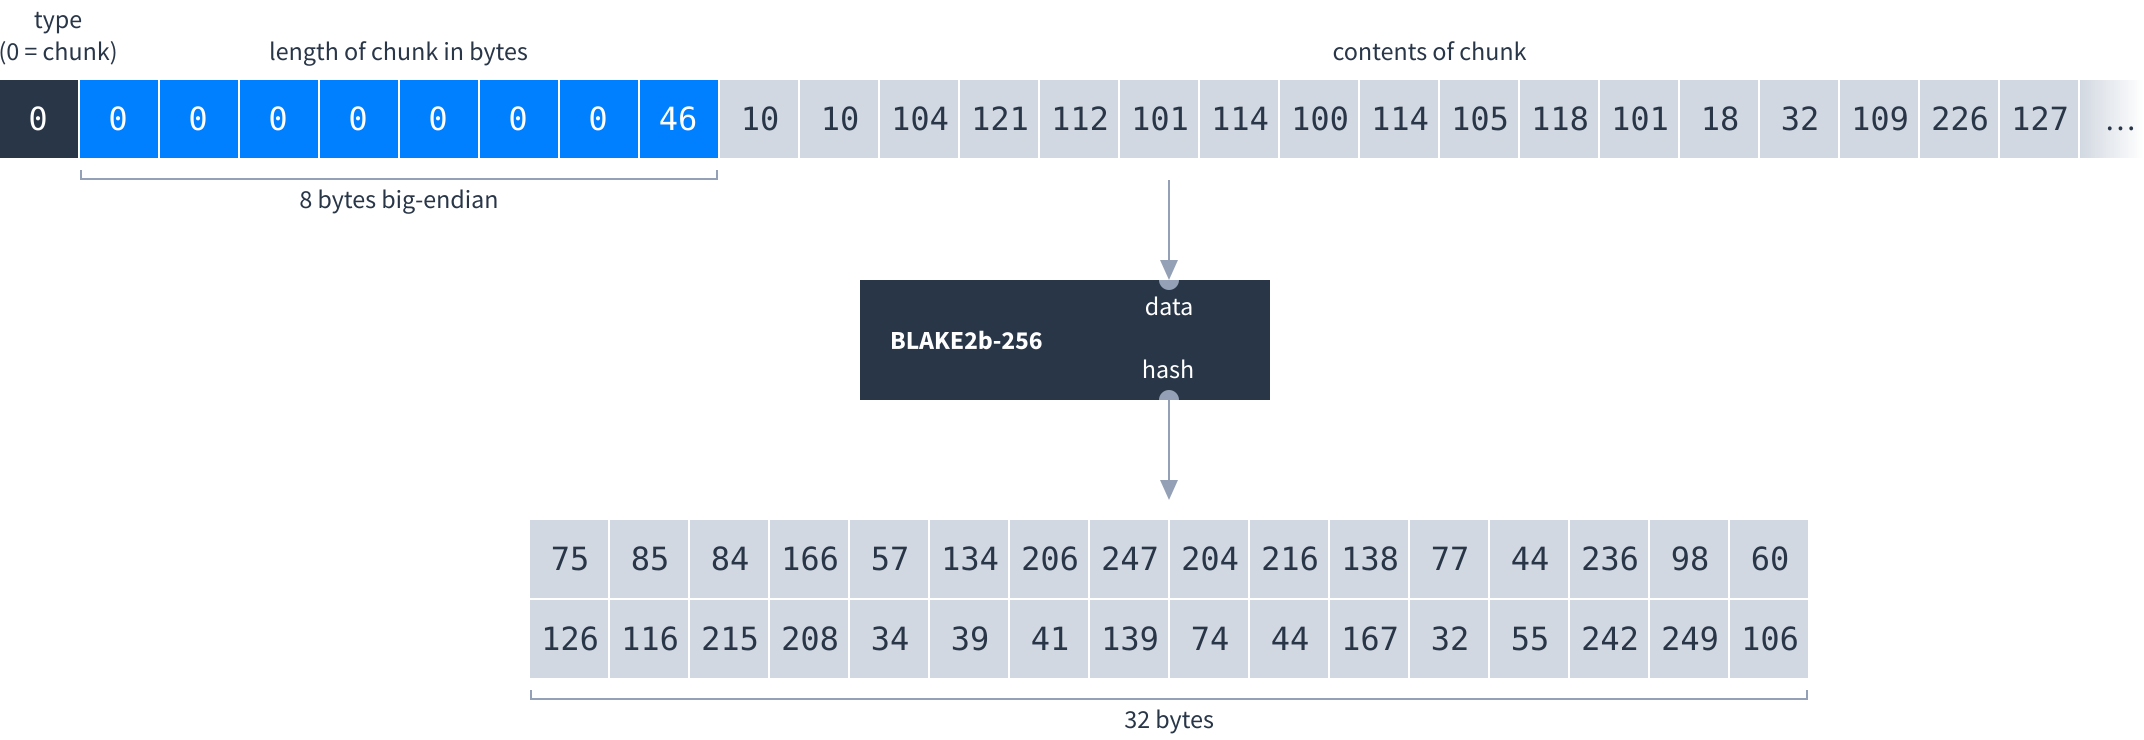 type
(0 = chunk)
length of chunk in bytes
contents of chunk
0 0 0 0 0 0 0 0 46 10 10 104 121 112 101 114 100 114 105 118 101 18 32 109 226 127 ...
8 bytes big-endian
data
BLAKE2b-256
hash
75 85 84 166 57 134 206 247 204 216 138 77 44 236 98 60
126 116 215 208 34 39 41 139 74 44 167 32 55 242 249 106
32 bytes